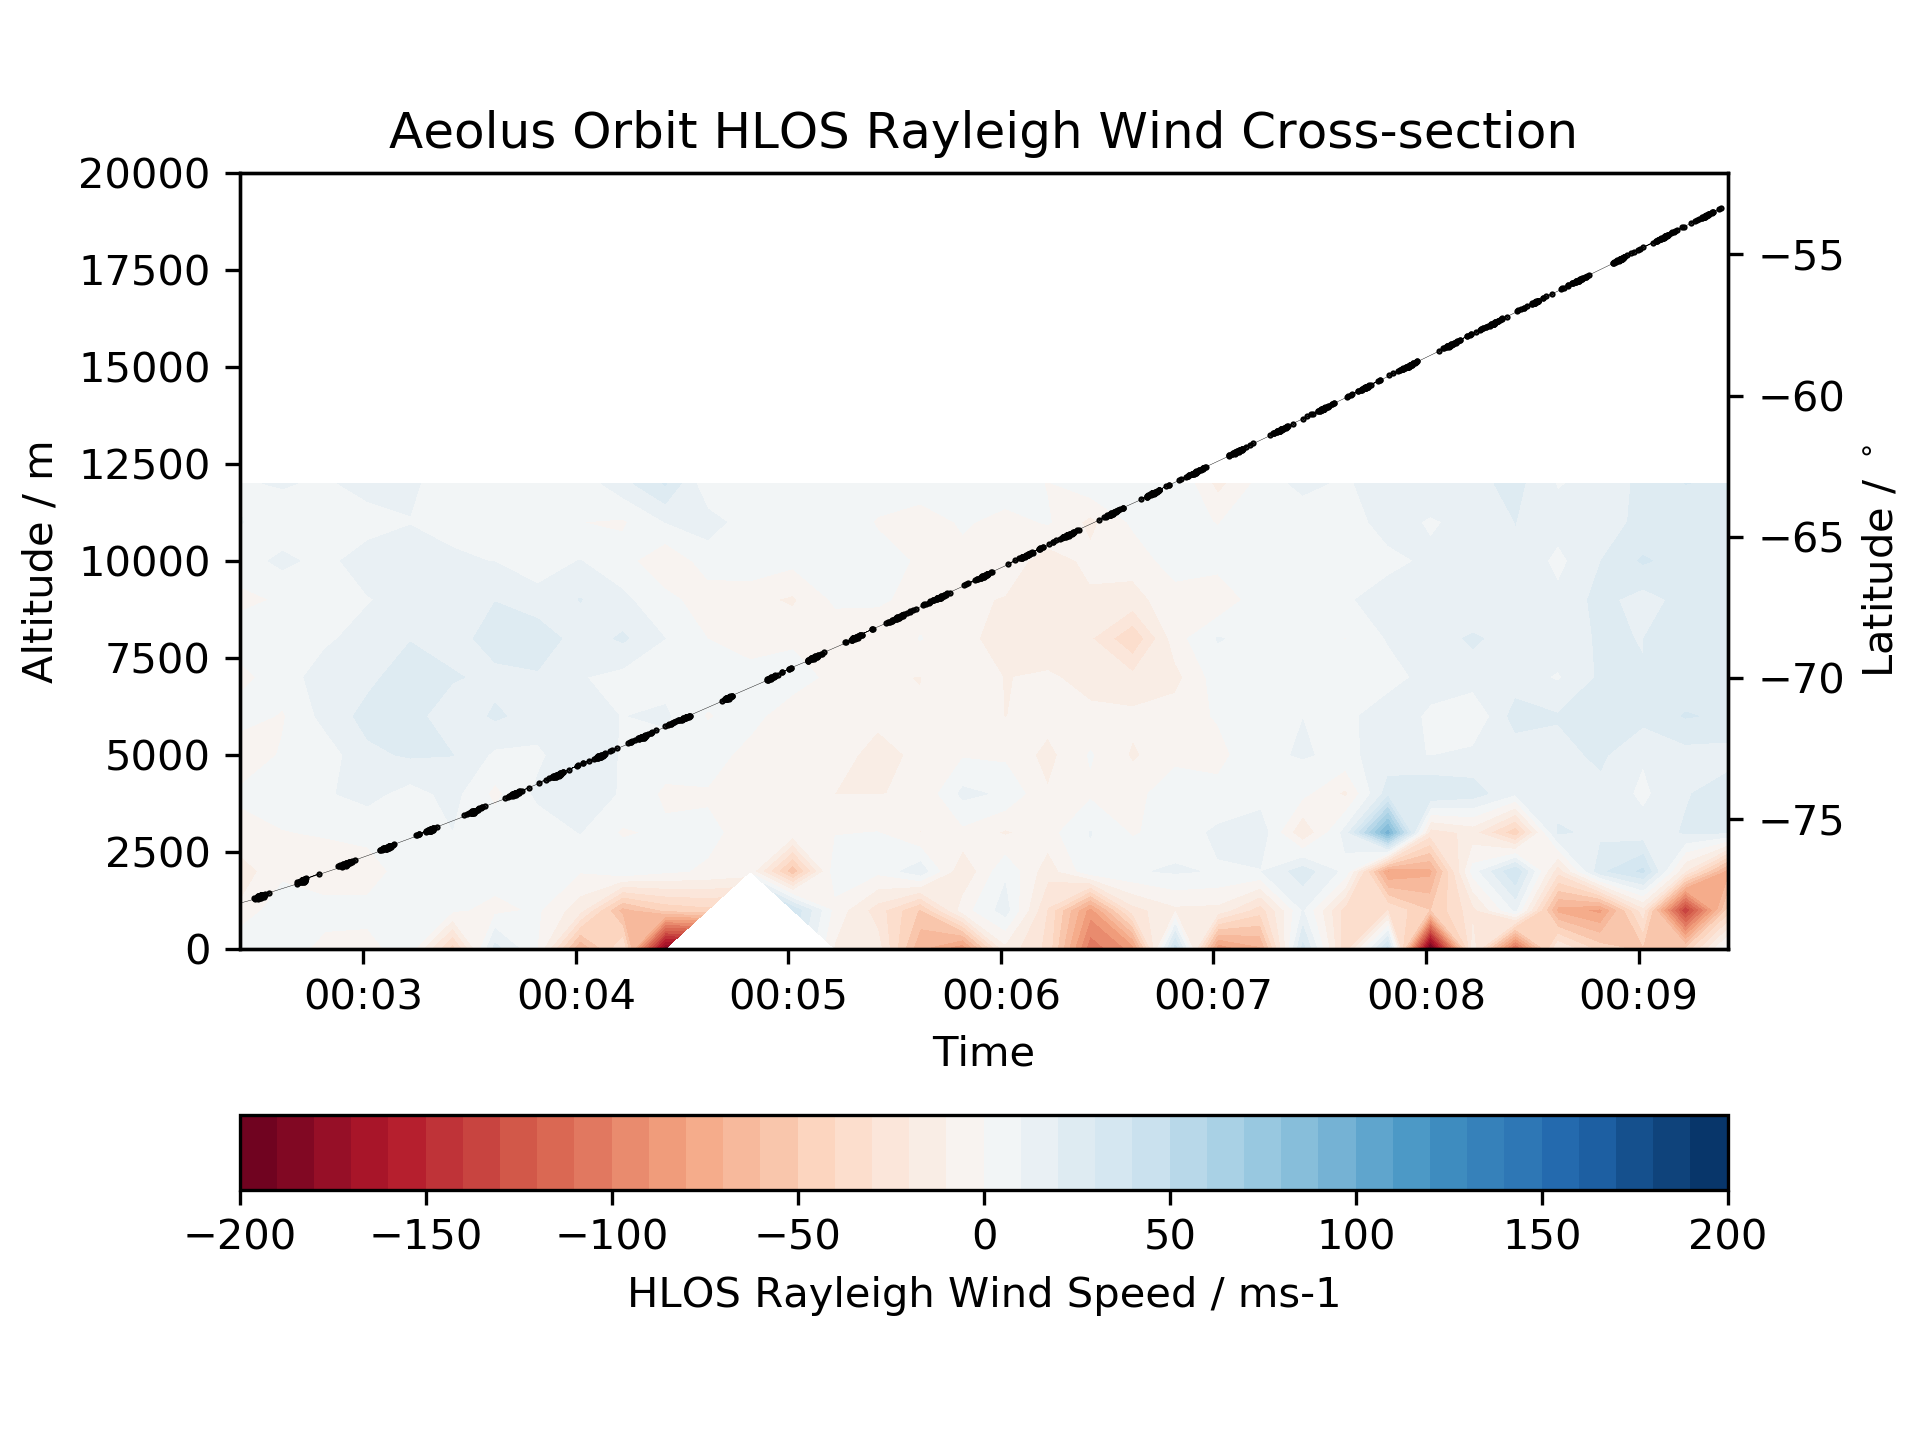 Aeolus Orbit HLOS Rayleigh Wind Cross-section
20000
17500
15000
12500
10000
7500
5000
2500
0
Altitude / m
−55
−60
−65
−70
−75
Latitude / °
00:03 00:04 00:05 00:06 00:07 00:08 00:09
Time
−200 −150 −100 −50 0 50 100 150 200
HLOS Rayleigh Wind Speed / ms-1